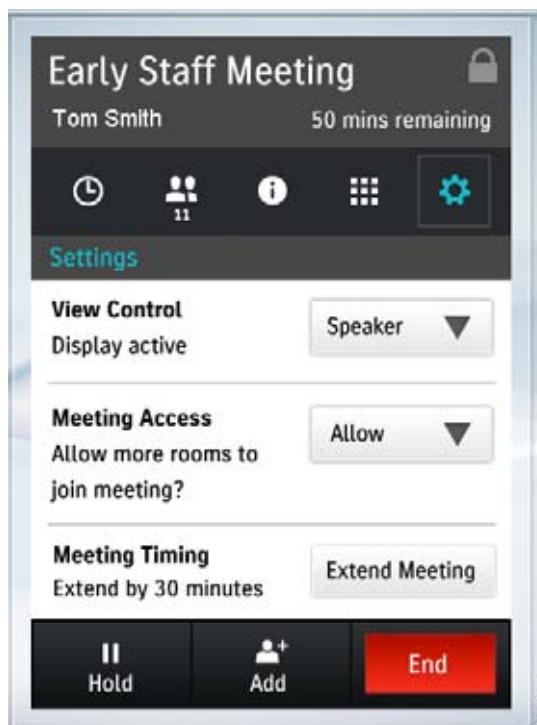 Early Staff Meeting
Tom Smith 50 mins remaining
11
Settings
View Control
Display active
Speaker
Meeting Access
Allow more rooms to
join meeting?
Allow
Meeting Timing
Extend by 30 minutes
Extend Meeting
Hold Add End